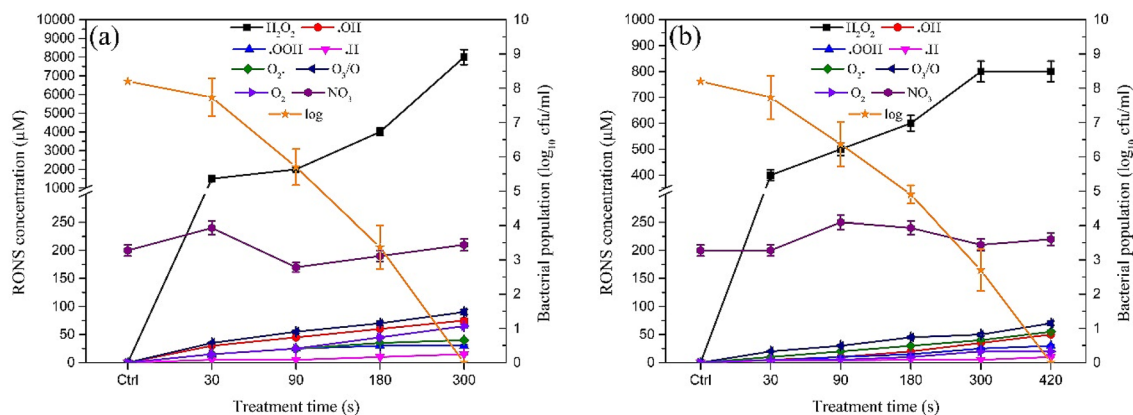 (a)
H₂O₂ .OH
.OOH .H
O₂. O₃/O
O₂ NO₃
log
RONS concentration (μM)
10000
9000
8000
7000
6000
5000
4000
3000
2000
1000
250
200
150
100
50
0
Bacterial population (log₁₀ cfu/ml)
10
9
8
7
6
5
4
3
2
1
0
Ctrl 30 90 180 300
Treatment time (s)
(b)
H₂O₂ .OH
.OOH .H
O₂. O₃/O
O₂ NO₃
log
RONS concentration (μM)
1000
900
800
700
600
500
400
250
200
150
100
50
0
Bacterial population (log₁₀ cfu/ml)
10
9
8
7
6
5
4
3
2
1
0
Ctrl 30 90 180 300 420
Treatment time (s)